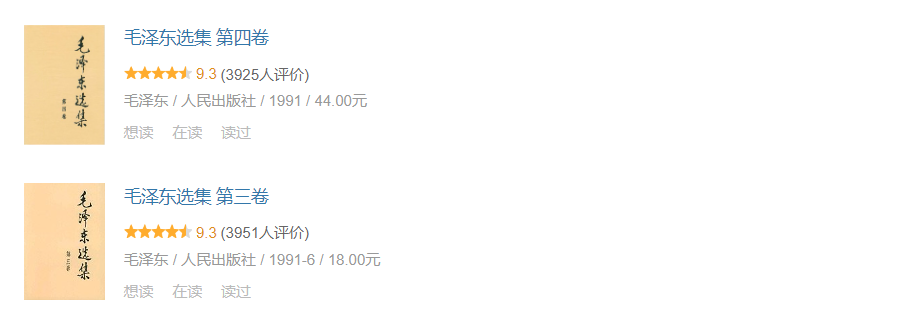 毛泽东选集
第四卷
毛泽东选集 第四卷
9.3 (3925人评价)
毛泽东 / 人民出版社 / 1991 / 44.00元
想读 在读 读过
毛泽东选集
第三卷
毛泽东选集 第三卷
9.3 (3951人评价)
毛泽东 / 人民出版社 / 1991-6 / 18.00元
想读 在读 读过